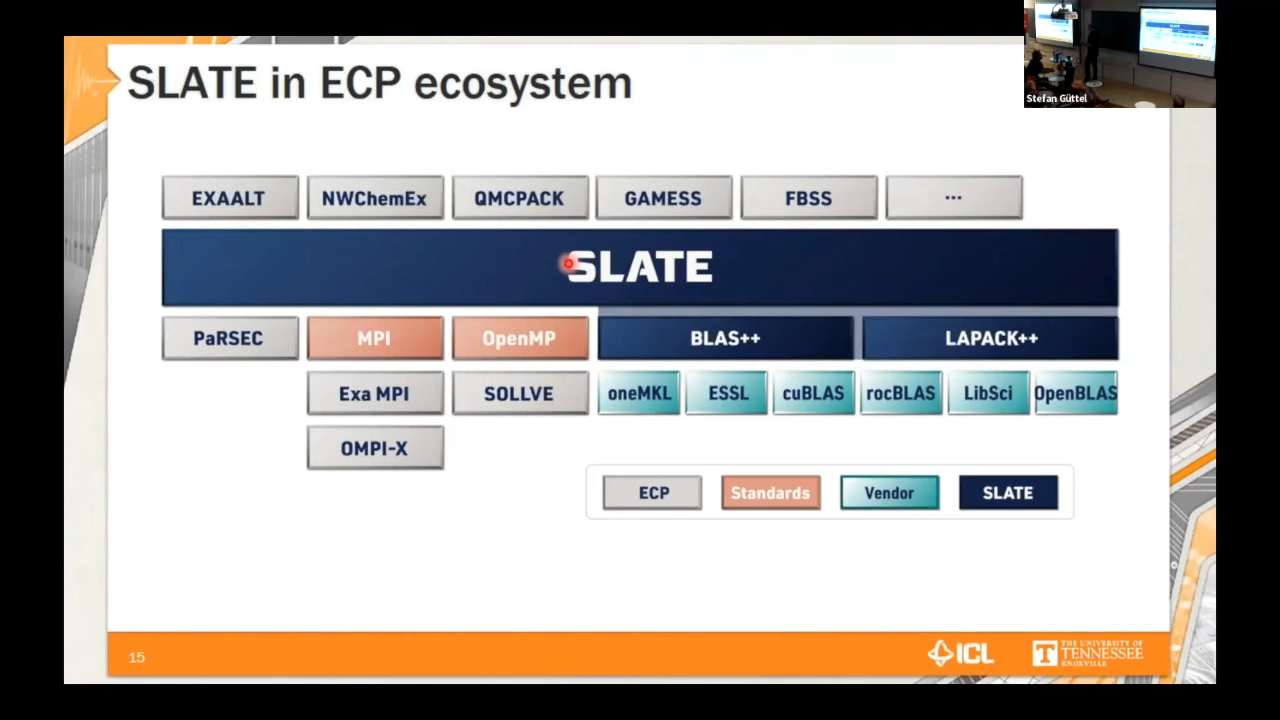 SLATE in ECP ecosystem
Stefan Güttel
EXAALT
NWChemEx
QMCPACK
GAMESS
FBSS
...
SLATE
PaRSEC
MPI
OpenMP
BLAS++
LAPACK++
Exa MPI
SOLLVE
oneMKL
ESSL
cuBLAS
rocBLAS
LibSci
OpenBLAS
OMPI-X
ECP
Standards
Vendor
SLATE
15
ICL
T
THE UNIVERSITY OF
TENNESSEE
KNOXVILLE